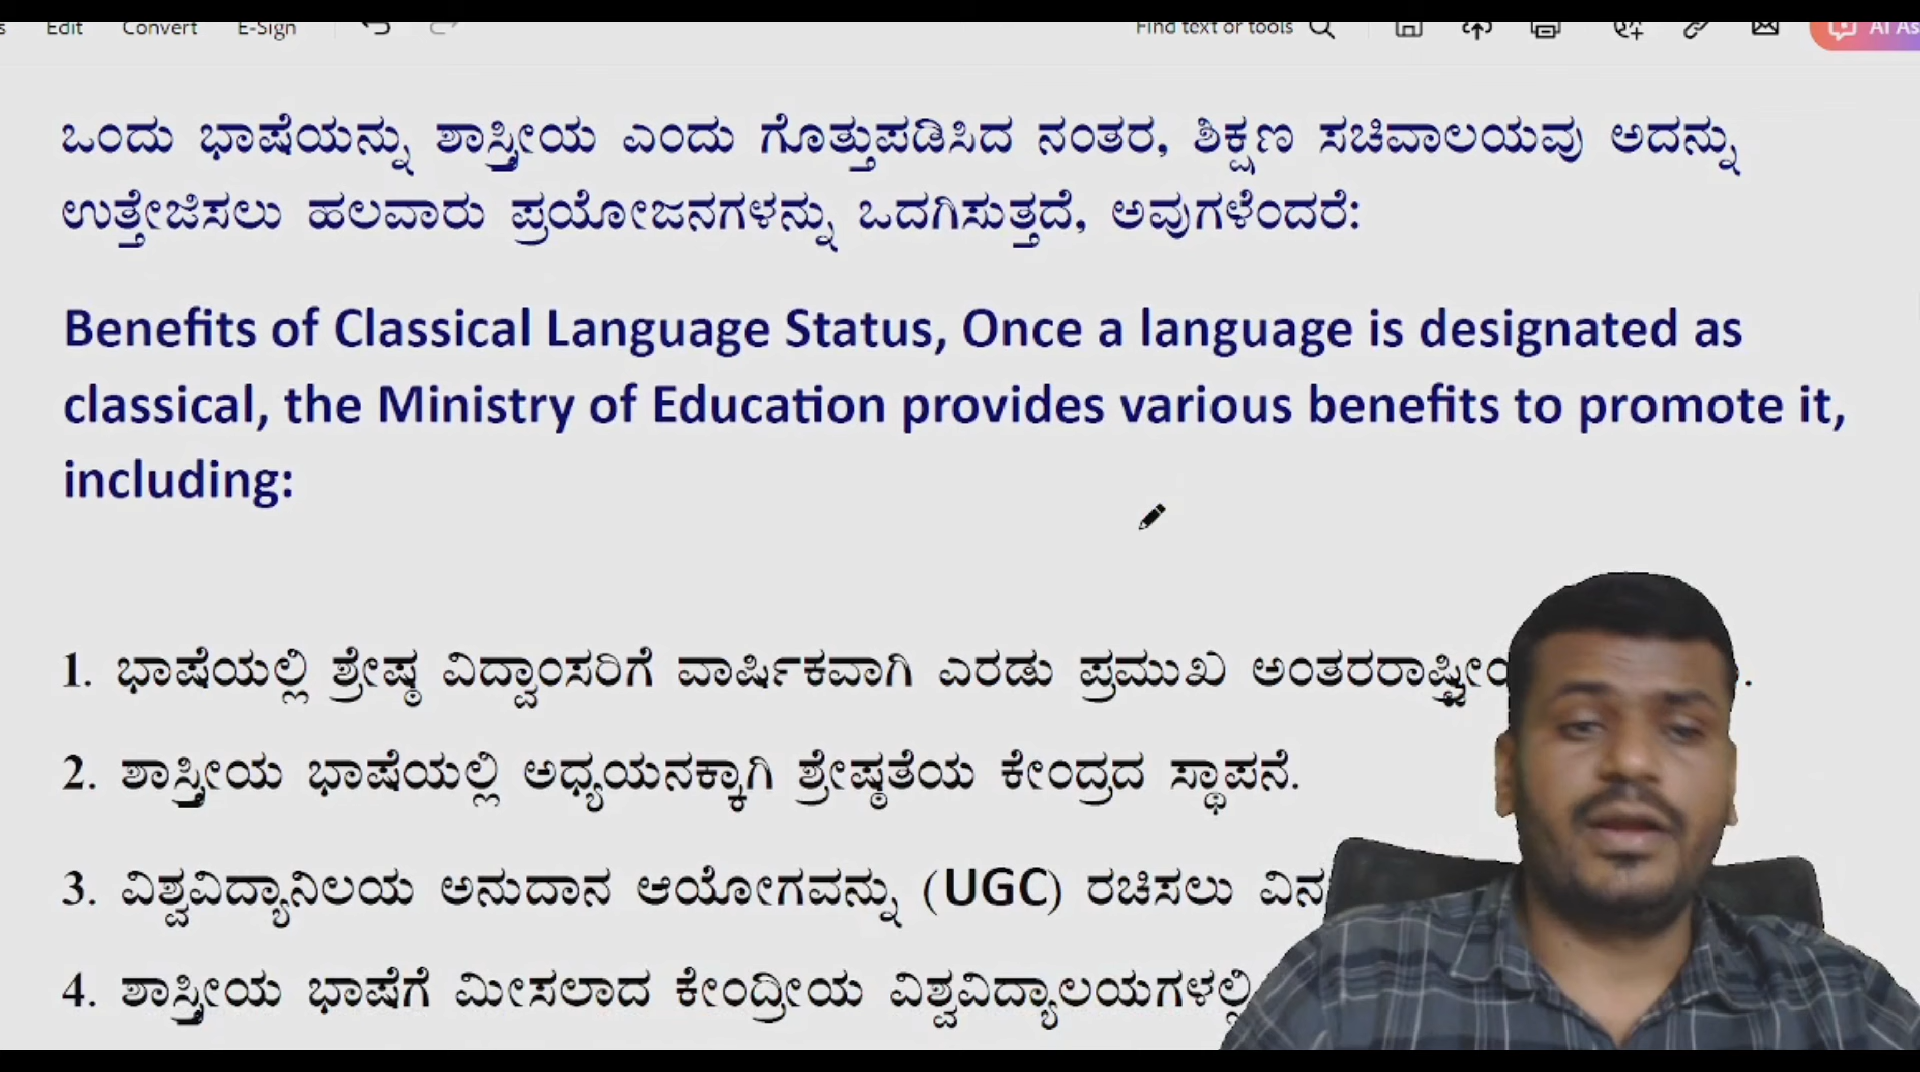 Edit Convert E-Sign Find text or tools
ಒಂದು ಭಾಷೆಯನ್ನು ಶಾಸ್ತ್ರೀಯ ಎಂದು ಗೊತ್ತುಪಡಿಸಿದ ನಂತರ, ಶಿಕ್ಷಣ ಸಚಿವಾಲಯವು ಅದನ್ನು
ಉತ್ತೇಜಿಸಲು ಹಲವಾರು ಪ್ರಯೋಜನಗಳನ್ನು ಒದಗಿಸುತ್ತದೆ, ಅವುಗಳೆಂದರೆ:
Benefits of Classical Language Status, Once a language is designated as
classical, the Ministry of Education provides various benefits to promote it,
including:
1. ಭಾಷೆಯಲ್ಲಿ ಶ್ರೇಷ್ಠ ವಿದ್ವಾಂಸರಿಗೆ ವಾರ್ಷಿಕವಾಗಿ ಎರಡು ಪ್ರಮುಖ
2. ಶಾಸ್ತ್ರೀಯ ಭಾಷೆಯಲ್ಲಿ ಅಧ್ಯಯನಕ್ಕಾಗಿ ಶ್ರೇಷ್ಠತೆಯ ಕೇಂದ್ರದ ಸ್ಥಾಪನೆ.
3. ವಿಶ್ವವಿದ್ಯಾನಿಲಯ ಅನುದಾನ ಆಯೋಗವನ್ನು (UGC) ರಚಿಸಲು
4. ಶಾಸ್ತ್ರೀಯ ಭಾಷೆಗೆ ಮೀಸಲಾದ ಕೇಂದ್ರೀಯ ವಿಶ್ವವಿದ್ಯಾಲಯಗಳಲ್ಲಿ